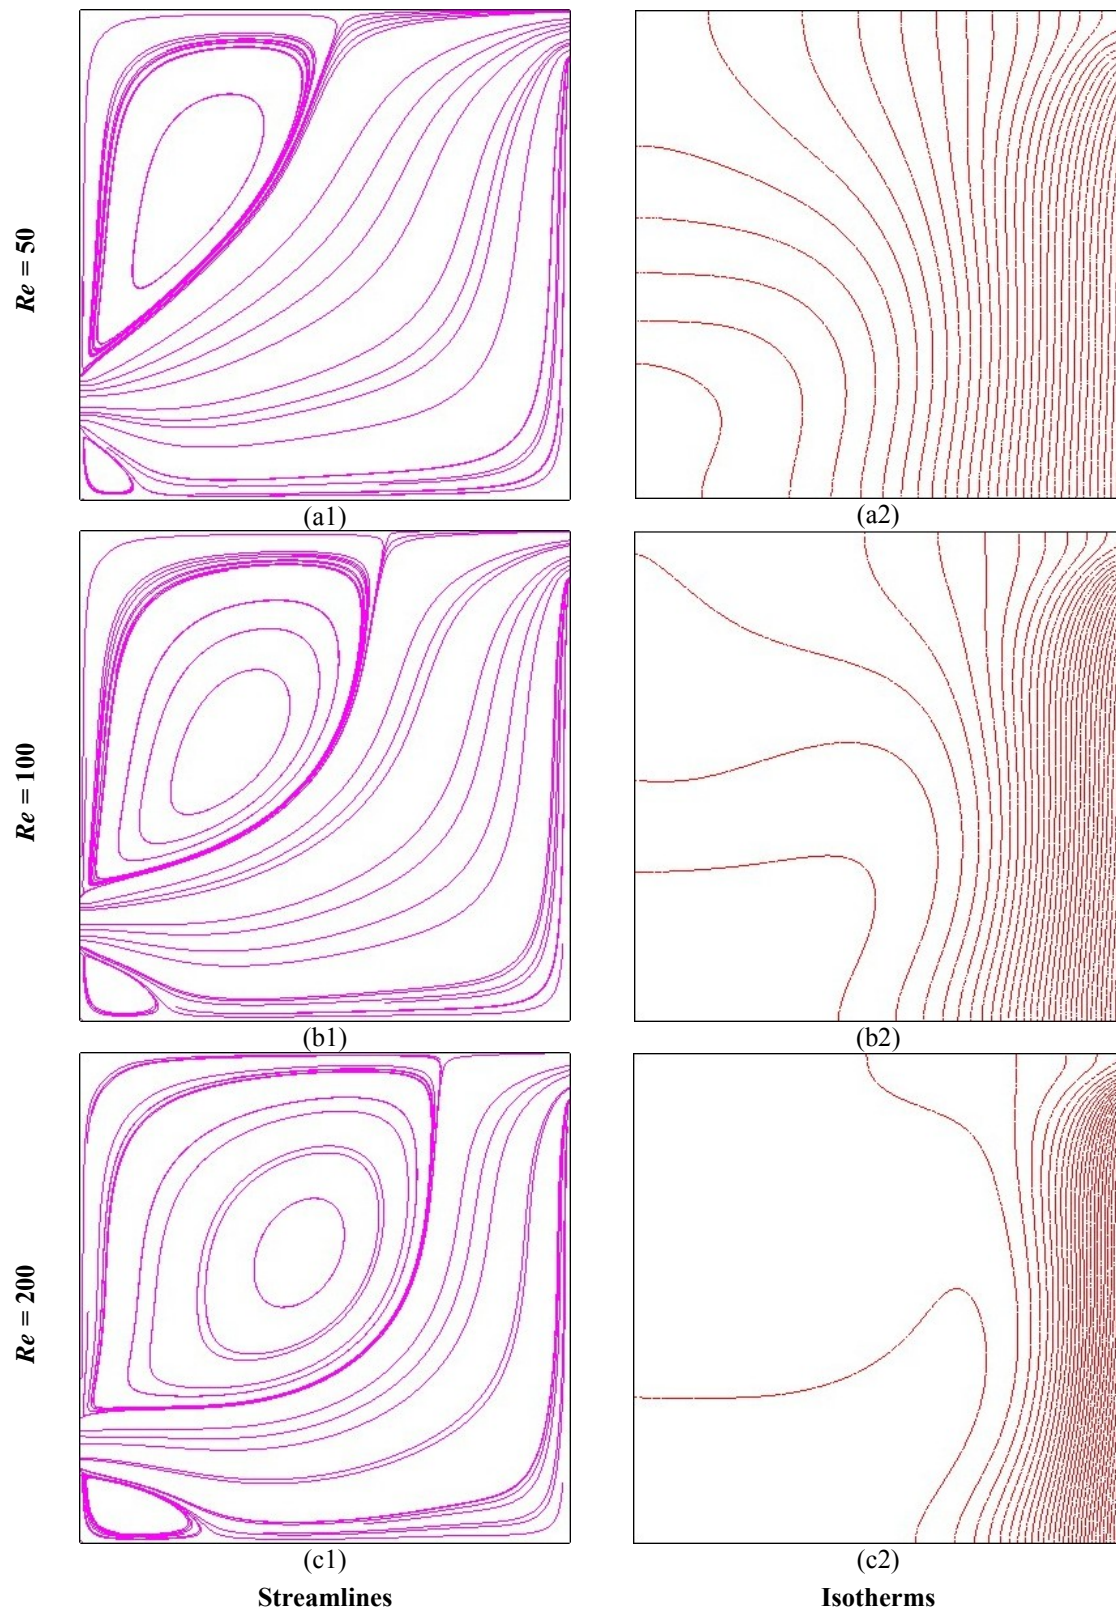 Re = 50
(a1)
(a2)
Re = 100
(b1)
(b2)
Re = 200
(c1)
(c2)
Streamlines
Isotherms